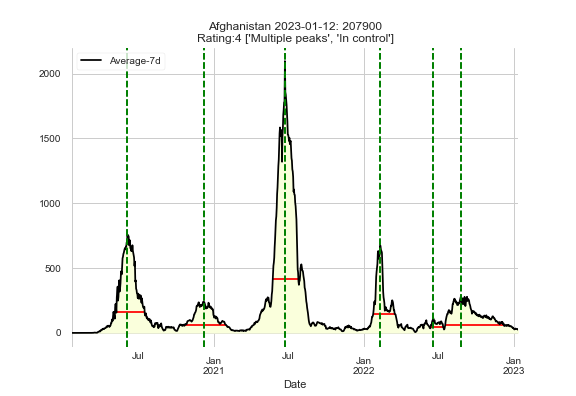 Afghanistan 2023-01-12: 207900
Rating:4 ['Multiple peaks', 'In control']
Average-7d
2000
1500
1000
500
0
Jul
Jan
2021
Jul
Jan
2022
Jul
Jan
2023
Date